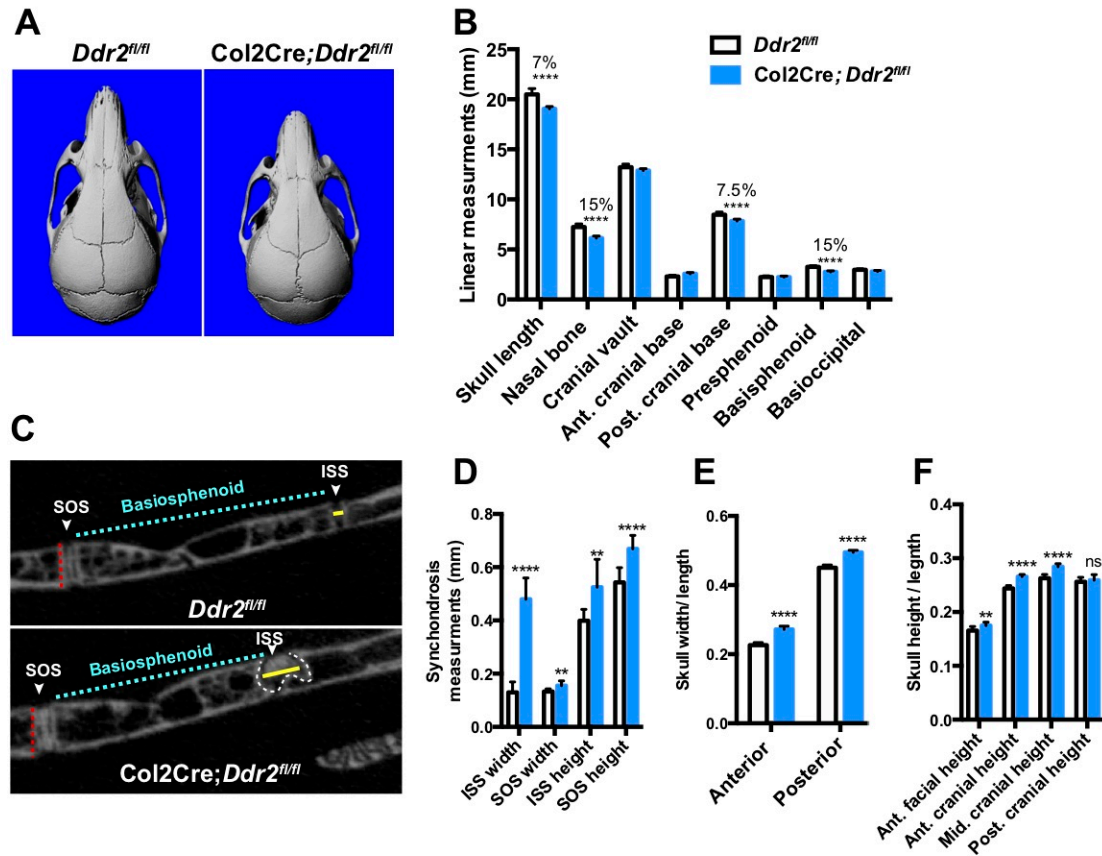 A
Ddr2fl/fl
Col2Cre;Ddr2fl/fl
B
Linear measurments (mm)
25
20
15
10
5
0
7%
****
15%
****
7.5%
****
15%
****
Ddr2fl/fl
Col2Cre; Ddr2fl/fl
Skull length
Nasal bone
Cranial vault
Ant. cranial base
Post. cranial base
Presphenoid
Basisphenoid
Basioccipital
C
SOS
Basiosphenoid
ISS
Ddr2fl/fl
SOS
Basiosphenoid
ISS
Col2Cre;Ddr2fl/fl
D
Synchondrosis
measurments (mm)
0.8
0.6
0.4
0.2
0.0
****
**
**
****
ISS width
SOS width
ISS height
SOS height
E
Skull width/ length
0.6
0.4
0.2
0.0
****
****
Anterior
Posterior
F
Skull height / legnth
0.4
0.3
0.2
0.1
0.0
**
****
****
ns
Ant. facial height
Ant. cranial height
Mid. cranial height
Post. cranial height